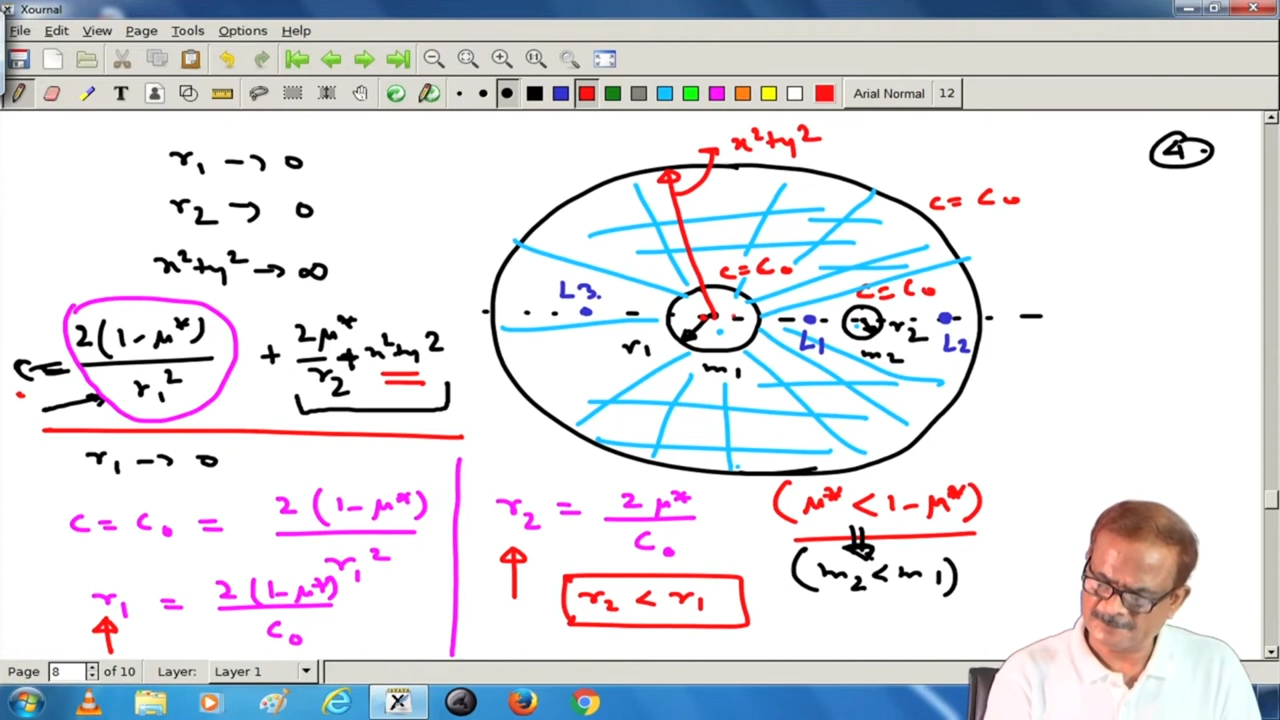 Xournal
File Edit View Page Tools Options Help
Arial Normal 12
4
r₁ → 0
r₂ → 0
x²+y² → ∞
c = 2(1-μ*)/r₁² + 2μ*/r₂ + x²+y²
r₁ → 0
c = c₀ = 2(1-μ*)/r₁²
r₁ = 2(1-μ*)/c₀
x²+y²
c = c₀
c = c₀
c = c₀
L3.
r₁
m₁
L1
r₂
m₂
L2
r₂ = 2μ*/c₀
r₂ < r₁
(μ* < 1-μ*)
⇓
(m₂ < m₁)
Page 8 of 10 Layer: Layer 1